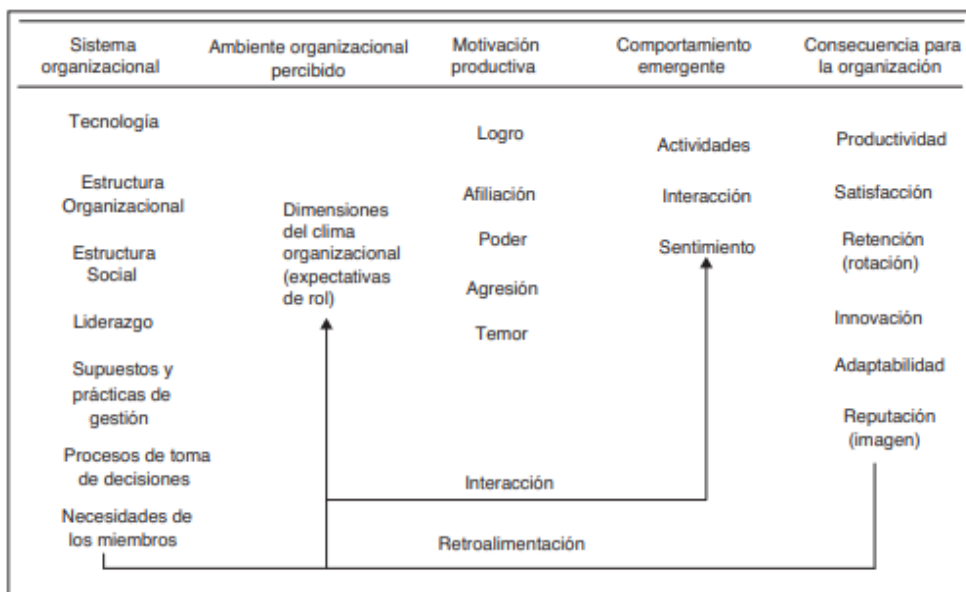 Sistema
organizacional
Ambiente organizacional
percibido
Motivación
productiva
Comportamiento
emergente
Consecuencia para
la organización
Tecnología
Estructura
Organizacional
Estructura
Social
Liderazgo
Supuestos y
prácticas de
gestión
Procesos de toma
de decisiones
Necesidades de
los miembros
Dimensiones
del clima
organizacional
(expectativas
de rol)
Logro
Afiliación
Poder
Agresión
Temor
Actividades
Interacción
Sentimiento
Productividad
Satisfacción
Retención
(rotación)
Innovación
Adaptabilidad
Reputación
(imagen)
Interacción
Retroalimentación